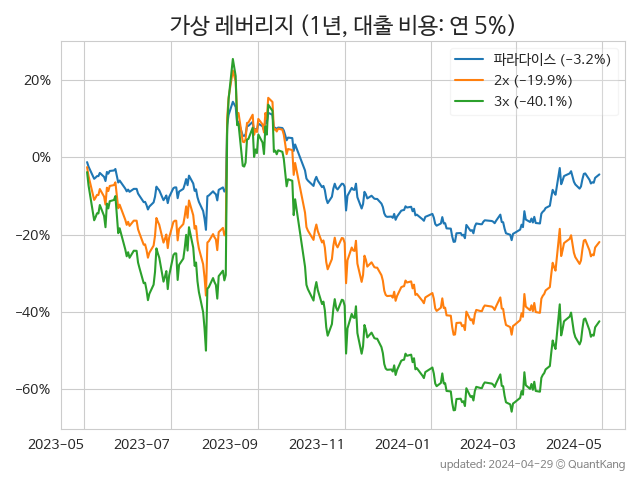 가상 레버리지 (1년, 대출 비용: 연 5%)
파라다이스 (−3.2%)
2x (−19.9%)
3x (−40.1%)
20%
0%
−20%
−40%
−60%
2023-05 2023-07 2023-09 2023-11 2024-01 2024-03 2024-05
updated: 2024-04-29 ⓒ QuantKang